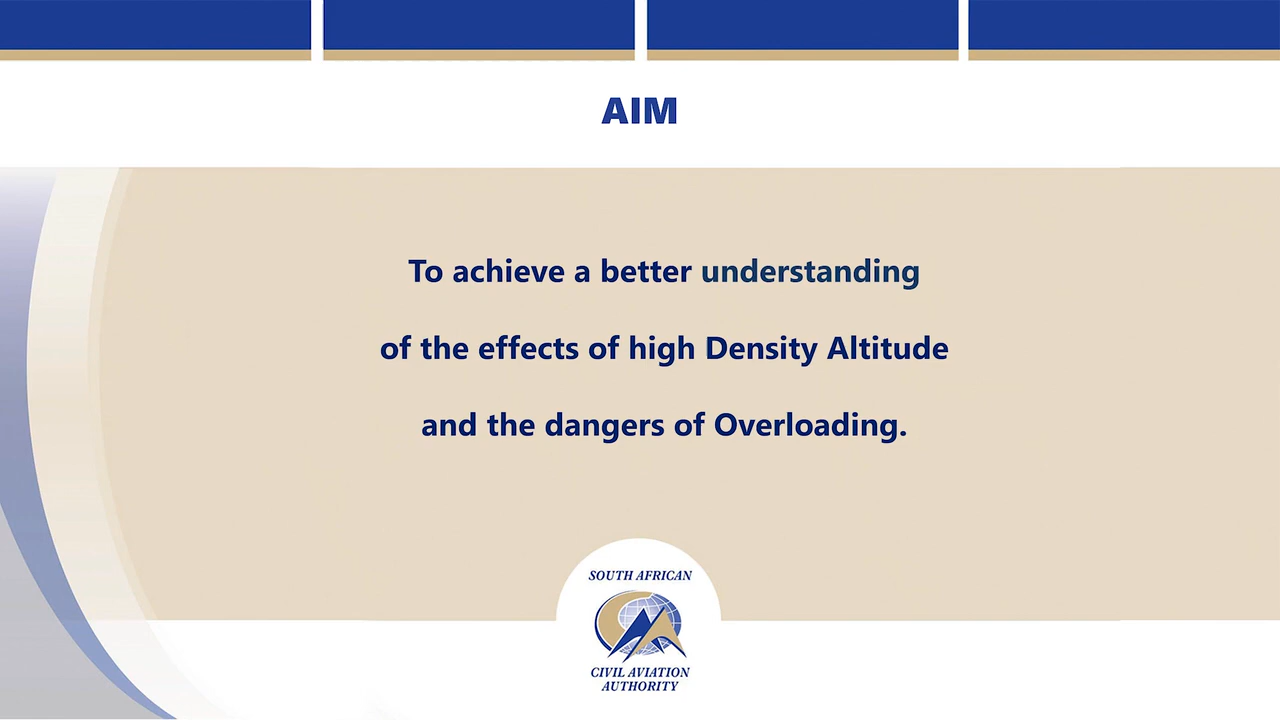 AIM
To achieve a better understanding
of the effects of high Density Altitude
and the dangers of Overloading.
SOUTH AFRICAN
CIVIL AVIATION
AUTHORITY